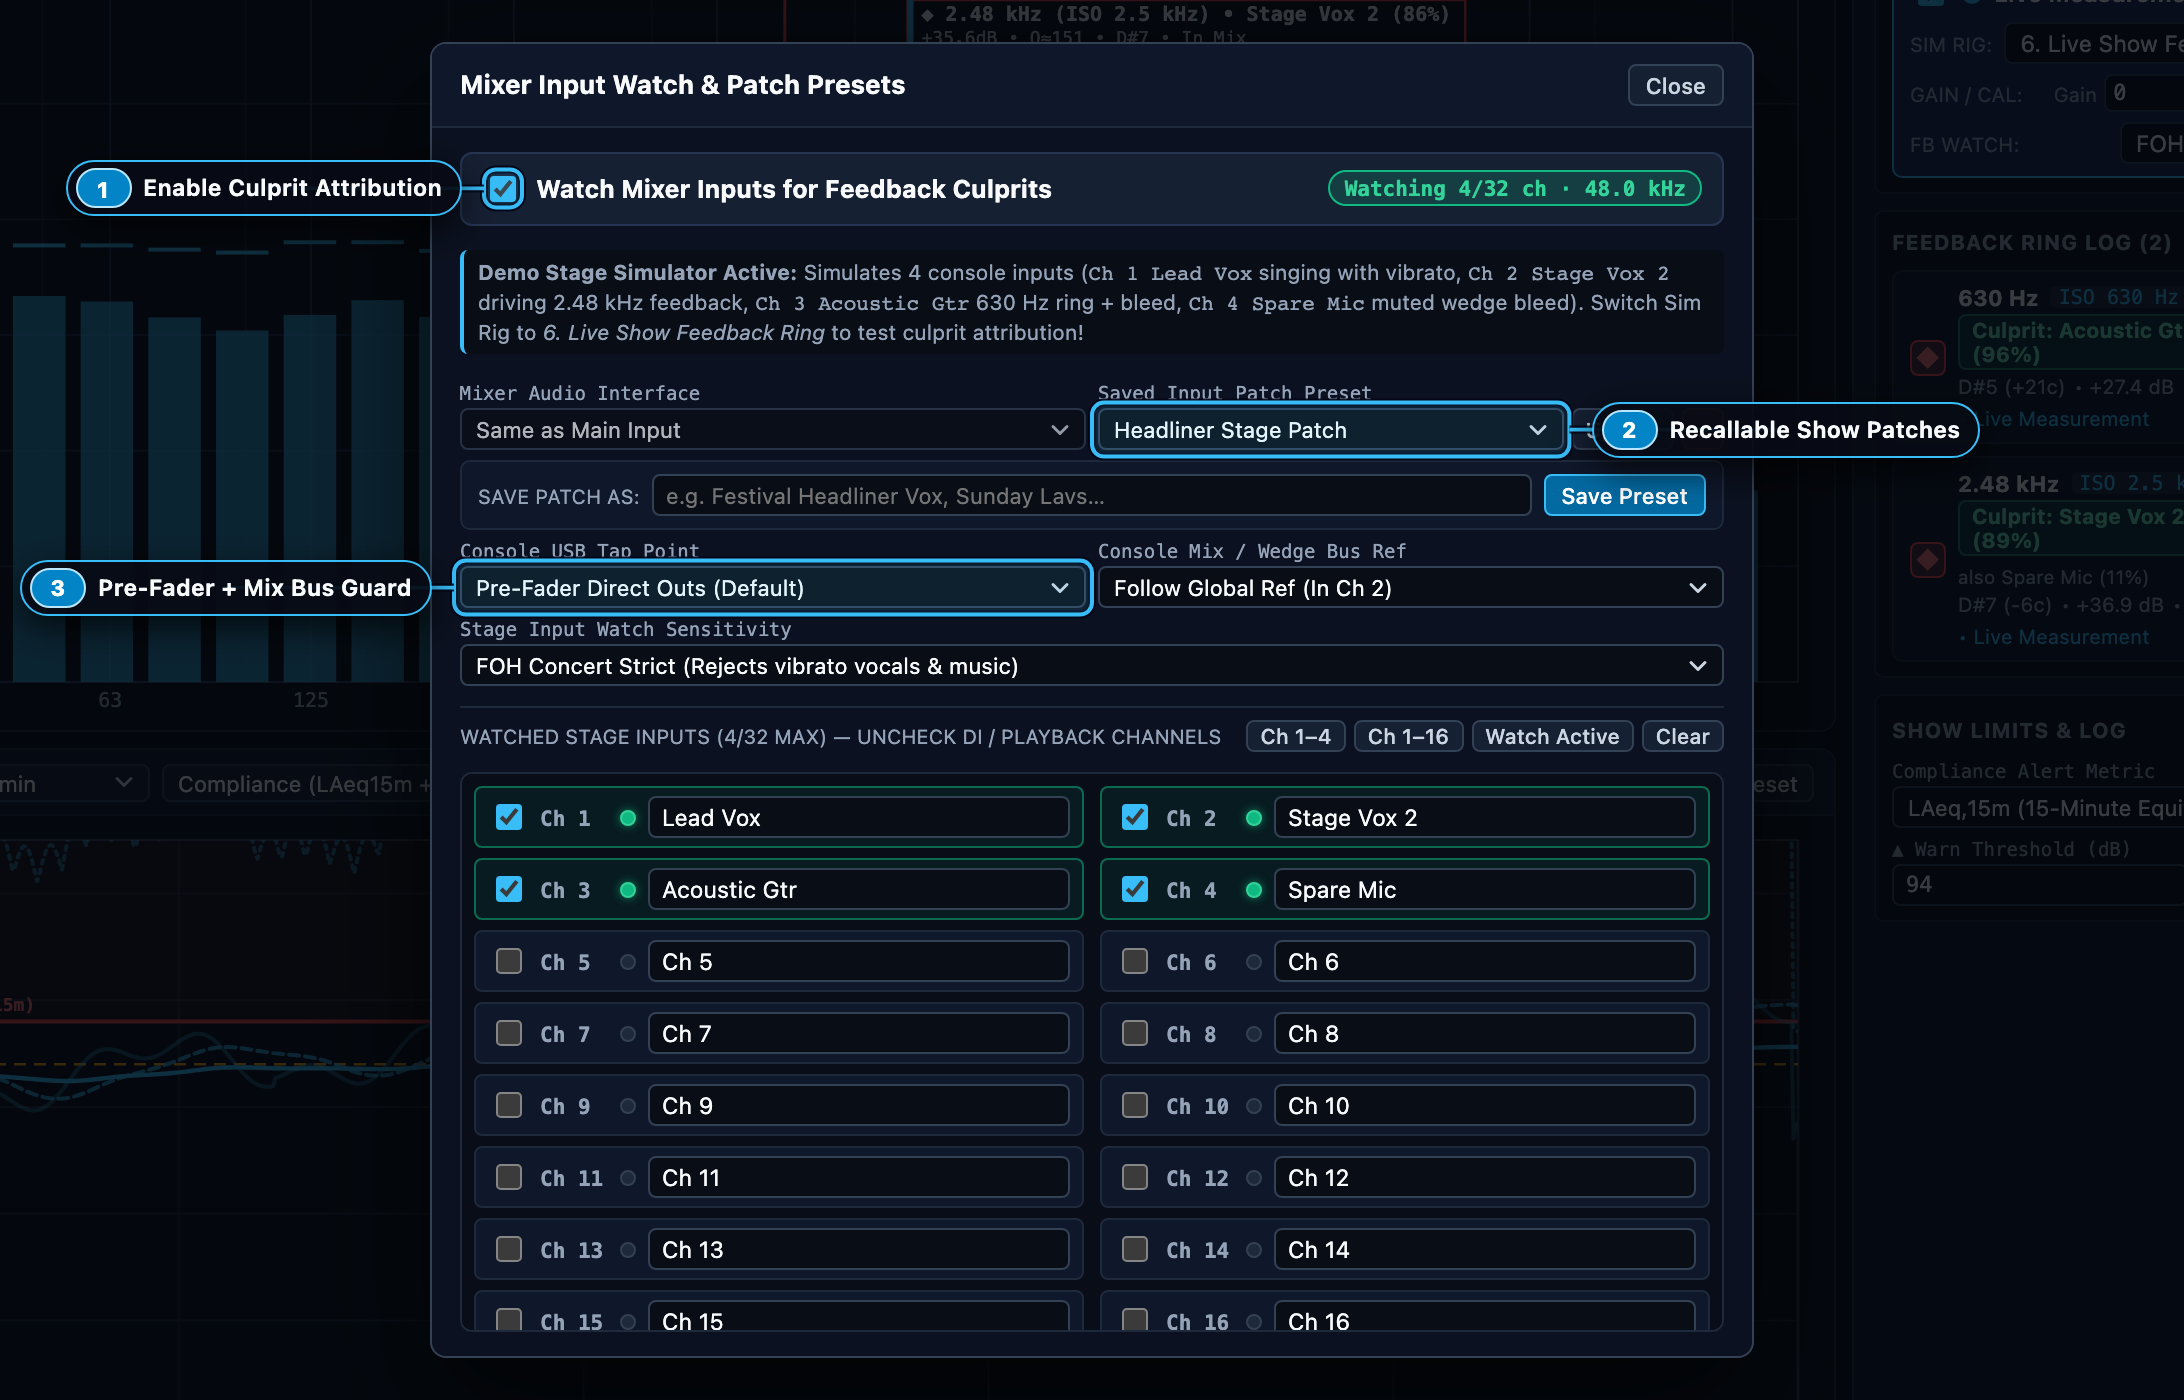 ◆ 2.48 kHz (ISO 2.5 kHz) • Stage Vox 2 (86%)
+35.6dB • Q≈151 • D#7 • In Mix
SIM RIG: 6. Live Show Fe
GAIN / CAL: Gain 0
FB WATCH: FOH
Mixer Input Watch & Patch Presets
Close
1 Enable Culprit Attribution
Watch Mixer Inputs for Feedback Culprits
Watching 4/32 ch · 48.0 kHz
Demo Stage Simulator Active: Simulates 4 console inputs (Ch 1 Lead Vox singing with vibrato, Ch 2 Stage Vox 2
driving 2.48 kHz feedback, Ch 3 Acoustic Gtr 630 Hz ring + bleed, Ch 4 Spare Mic muted wedge bleed). Switch Sim
Rig to 6. Live Show Feedback Ring to test culprit attribution!
Mixer Audio Interface
Saved Input Patch Preset
Same as Main Input
Headliner Stage Patch
2 Recallable Show Patches
SAVE PATCH AS:
e.g. Festival Headliner Vox, Sunday Lavs...
Save Preset
Console USB Tap Point
Console Mix / Wedge Bus Ref
3 Pre-Fader + Mix Bus Guard
Pre-Fader Direct Outs (Default)
Follow Global Ref (In Ch 2)
Stage Input Watch Sensitivity
FOH Concert Strict (Rejects vibrato vocals & music)
WATCHED STAGE INPUTS (4/32 MAX) — UNCHECK DI / PLAYBACK CHANNELS
Ch 1–4
Ch 1–16
Watch Active
Clear
Ch 1 Lead Vox
Ch 2 Stage Vox 2
Ch 3 Acoustic Gtr
Ch 4 Spare Mic
Ch 5 Ch 5
Ch 6 Ch 6
Ch 7 Ch 7
Ch 8 Ch 8
Ch 9 Ch 9
Ch 10 Ch 10
Ch 11 Ch 11
Ch 12 Ch 12
Ch 13 Ch 13
Ch 14 Ch 14
Ch 15 Ch 15
Ch 16 Ch 16
63
125
min
Compliance (LAeq15m +
eset
15m)
FEEDBACK RING LOG (2)
630 Hz ISO 630 Hz
Culprit: Acoustic Gt
(96%)
D#5 (+21c) • +27.4 dB
Live Measurement
2.48 kHz ISO 2.5 k
Culprit: Stage Vox 2
(89%)
also Spare Mic (11%)
D#7 (-6c) • +36.9 dB •
• Live Measurement
SHOW LIMITS & LOG
Compliance Alert Metric
LAeq,15m (15-Minute Equi
▲ Warn Threshold (dB)
94